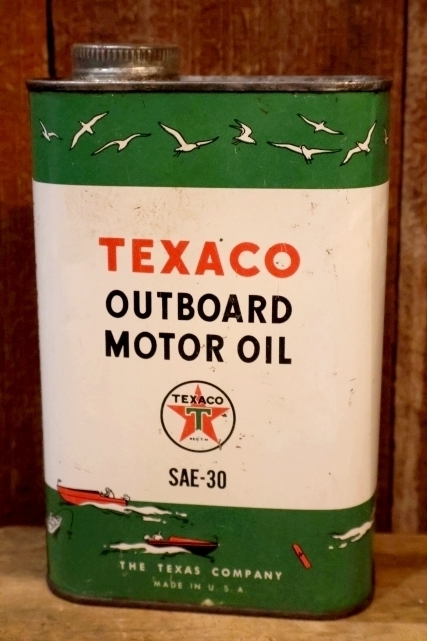 TEXACO
OUTBOARD
MOTOR OIL
TEXACO
T
SAE-30
THE TEXAS COMPANY
MADE IN U.S.A